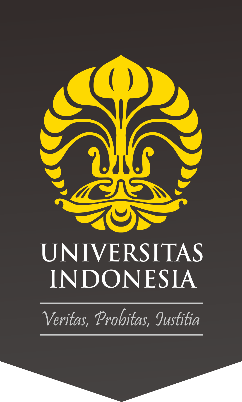 UNIVERSITAS
INDONESIA
Veritas, Probitas, Iustitia